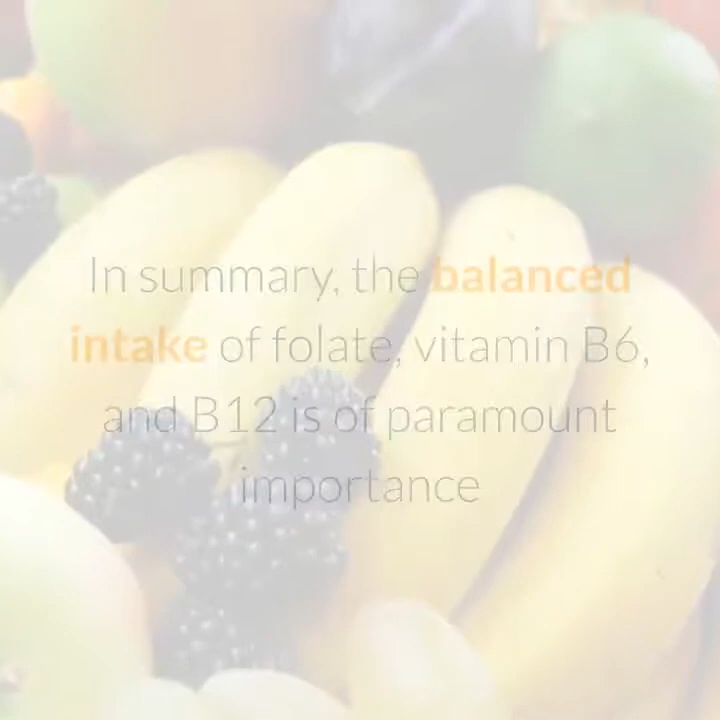 In summary, the balanced
intake of folate, vitamin B6,
and B12 is of paramount
importance